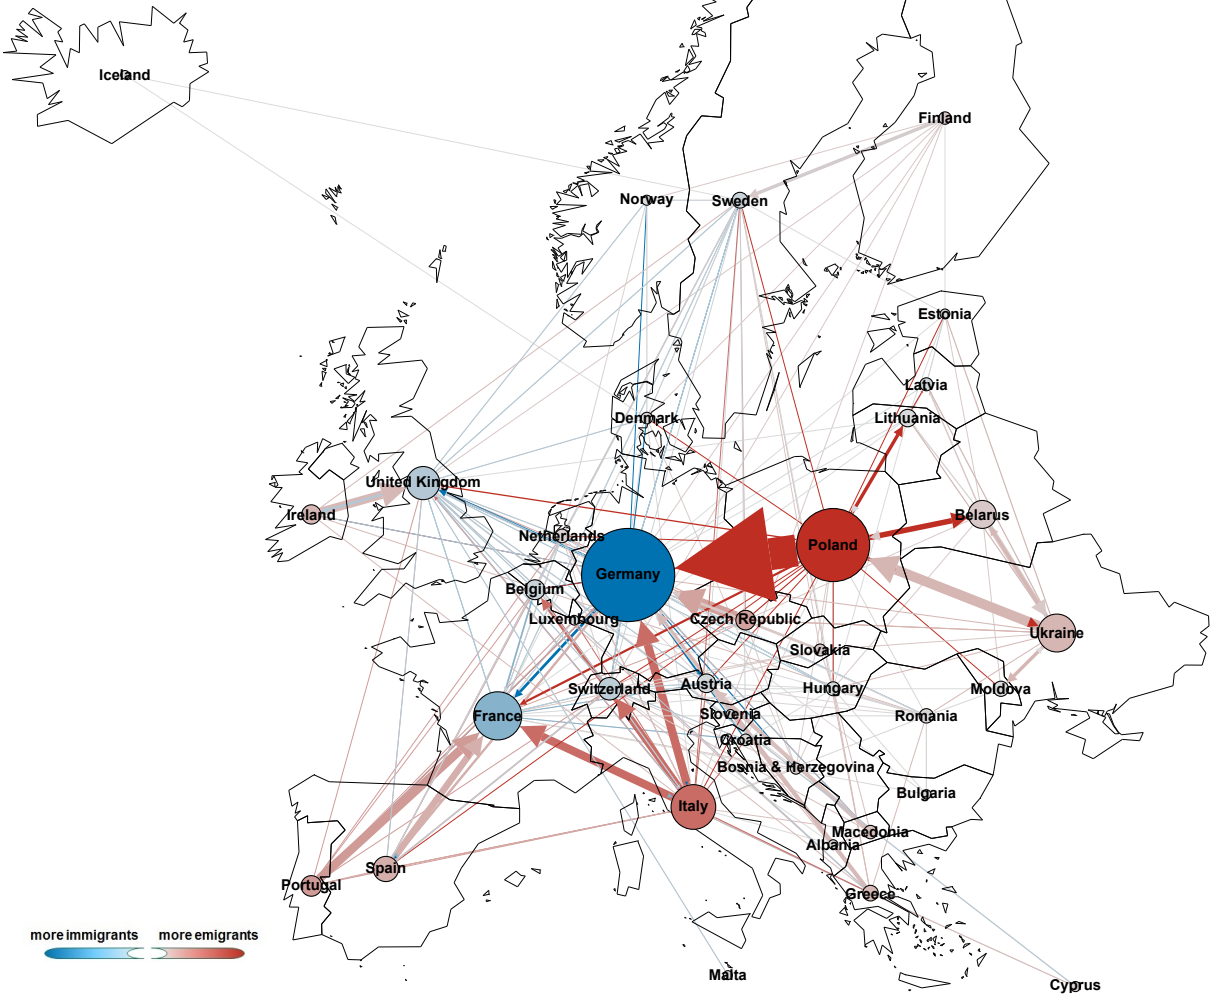 Iceland
Finland
Norway
Sweden
Estonia
Latvia
Denmark
Lithuania
United Kingdom
Ireland
Belarus
Netherlands
Poland
Germany
Belgium
Luxembourg
Czech Republic
Ukraine
Slovakia
Switzerland
Austria
Hungary
Moldova
France
Slovenia
Romania
Croatia
Bosnia & Herzegovina
Bulgaria
Italy
Macedonia
Albania
Spain
Portugal
Greece
more immigrants more emigrants
Malta
Cyprus